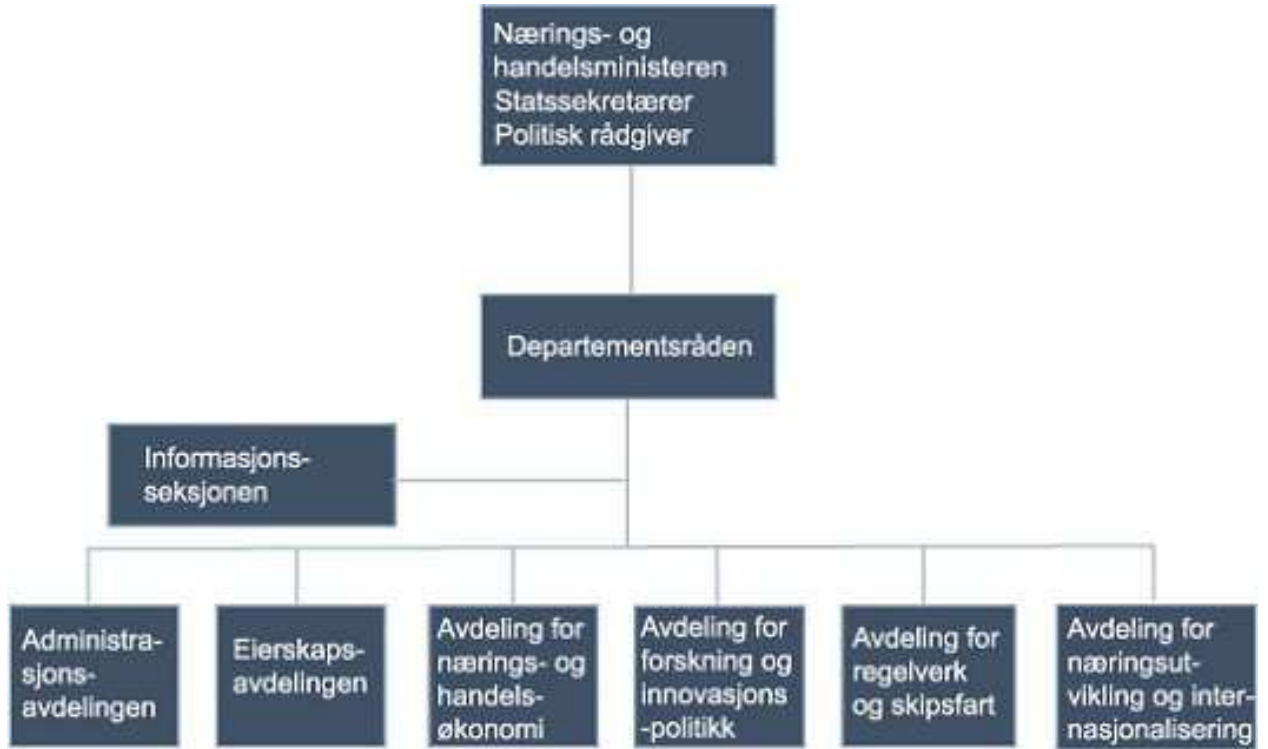 Nærings- og
handelsministeren
Statssekretærer
Politisk rådgiver
Departementsråden
Informasjons-
seksjonen
Administra-
sjons-
avdelingen
Eierskaps-
avdelingen
Avdeling for
nærings- og
handels-
økonomi
Avdeling for
forskning og
innovasjons
-politikk
Avdeling for
regelverk
og skipsfart
Avdeling for
næringsut-
vikling og inter-
nasjonalisering